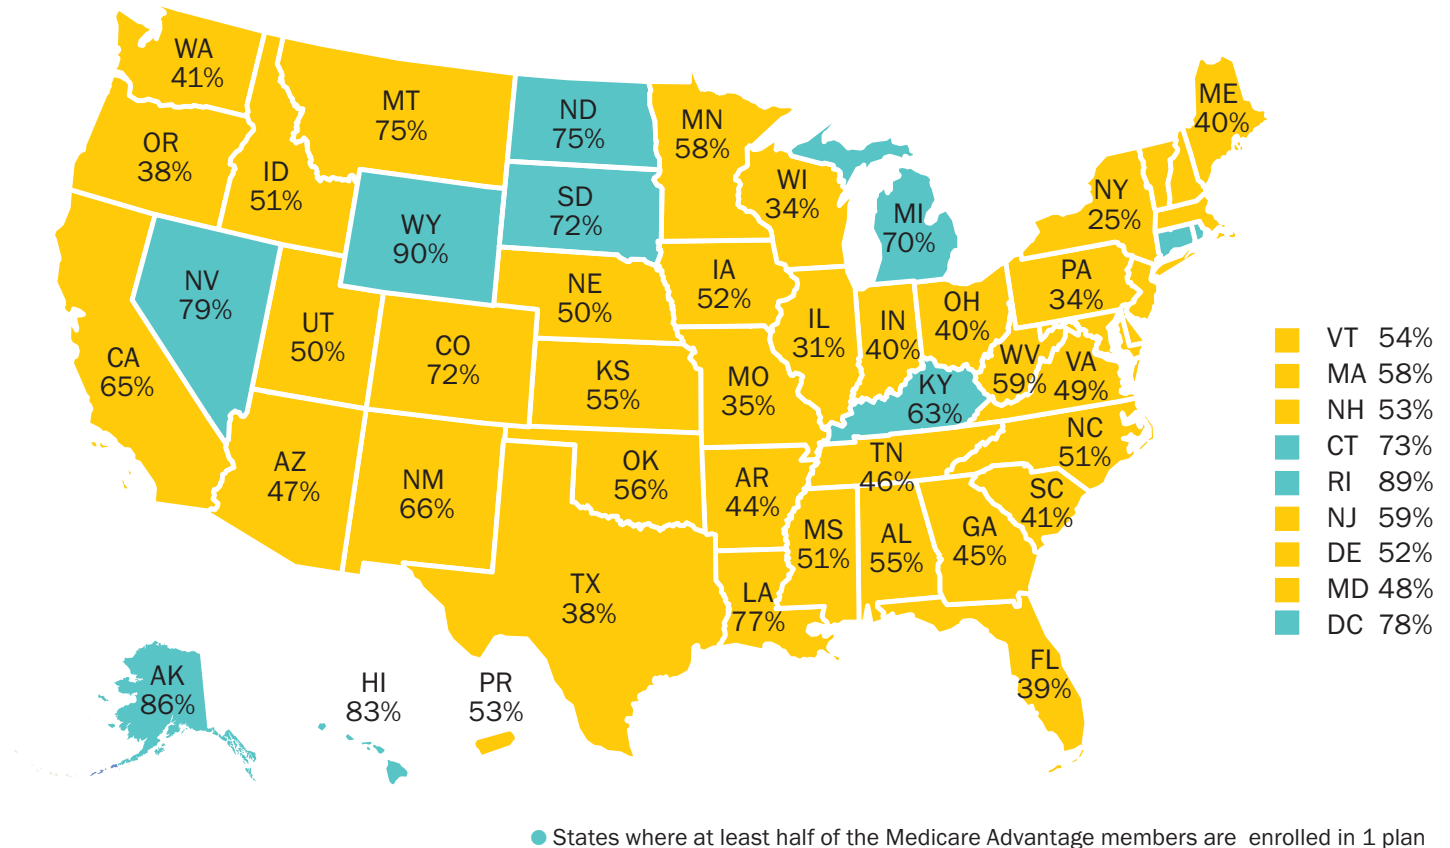 WA
41%
OR
38%
CA
65%
NV
79%
ID
51%
MT
75%
WY
90%
UT
50%
AZ
47%
CO
72%
NM
66%
ND
75%
SD
72%
NE
50%
KS
55%
OK
56%
TX
38%
MN
58%
IA
52%
MO
35%
AR
44%
LA
77%
WI
34%
IL
31%
MI
70%
IN
40%
OH
40%
KY
63%
TN
46%
MS
51%
AL
55%
GA
45%
FL
39%
SC
41%
NC
51%
VA
49%
WV
59%
PA
34%
NY
25%
ME
40%
VT 54%
MA 58%
NH 53%
CT 73%
RI 89%
NJ 59%
DE 52%
MD 48%
DC 78%
AK
86%
HI
83%
PR
53%
States where at least half of the Medicare Advantage members are enrolled in 1 plan